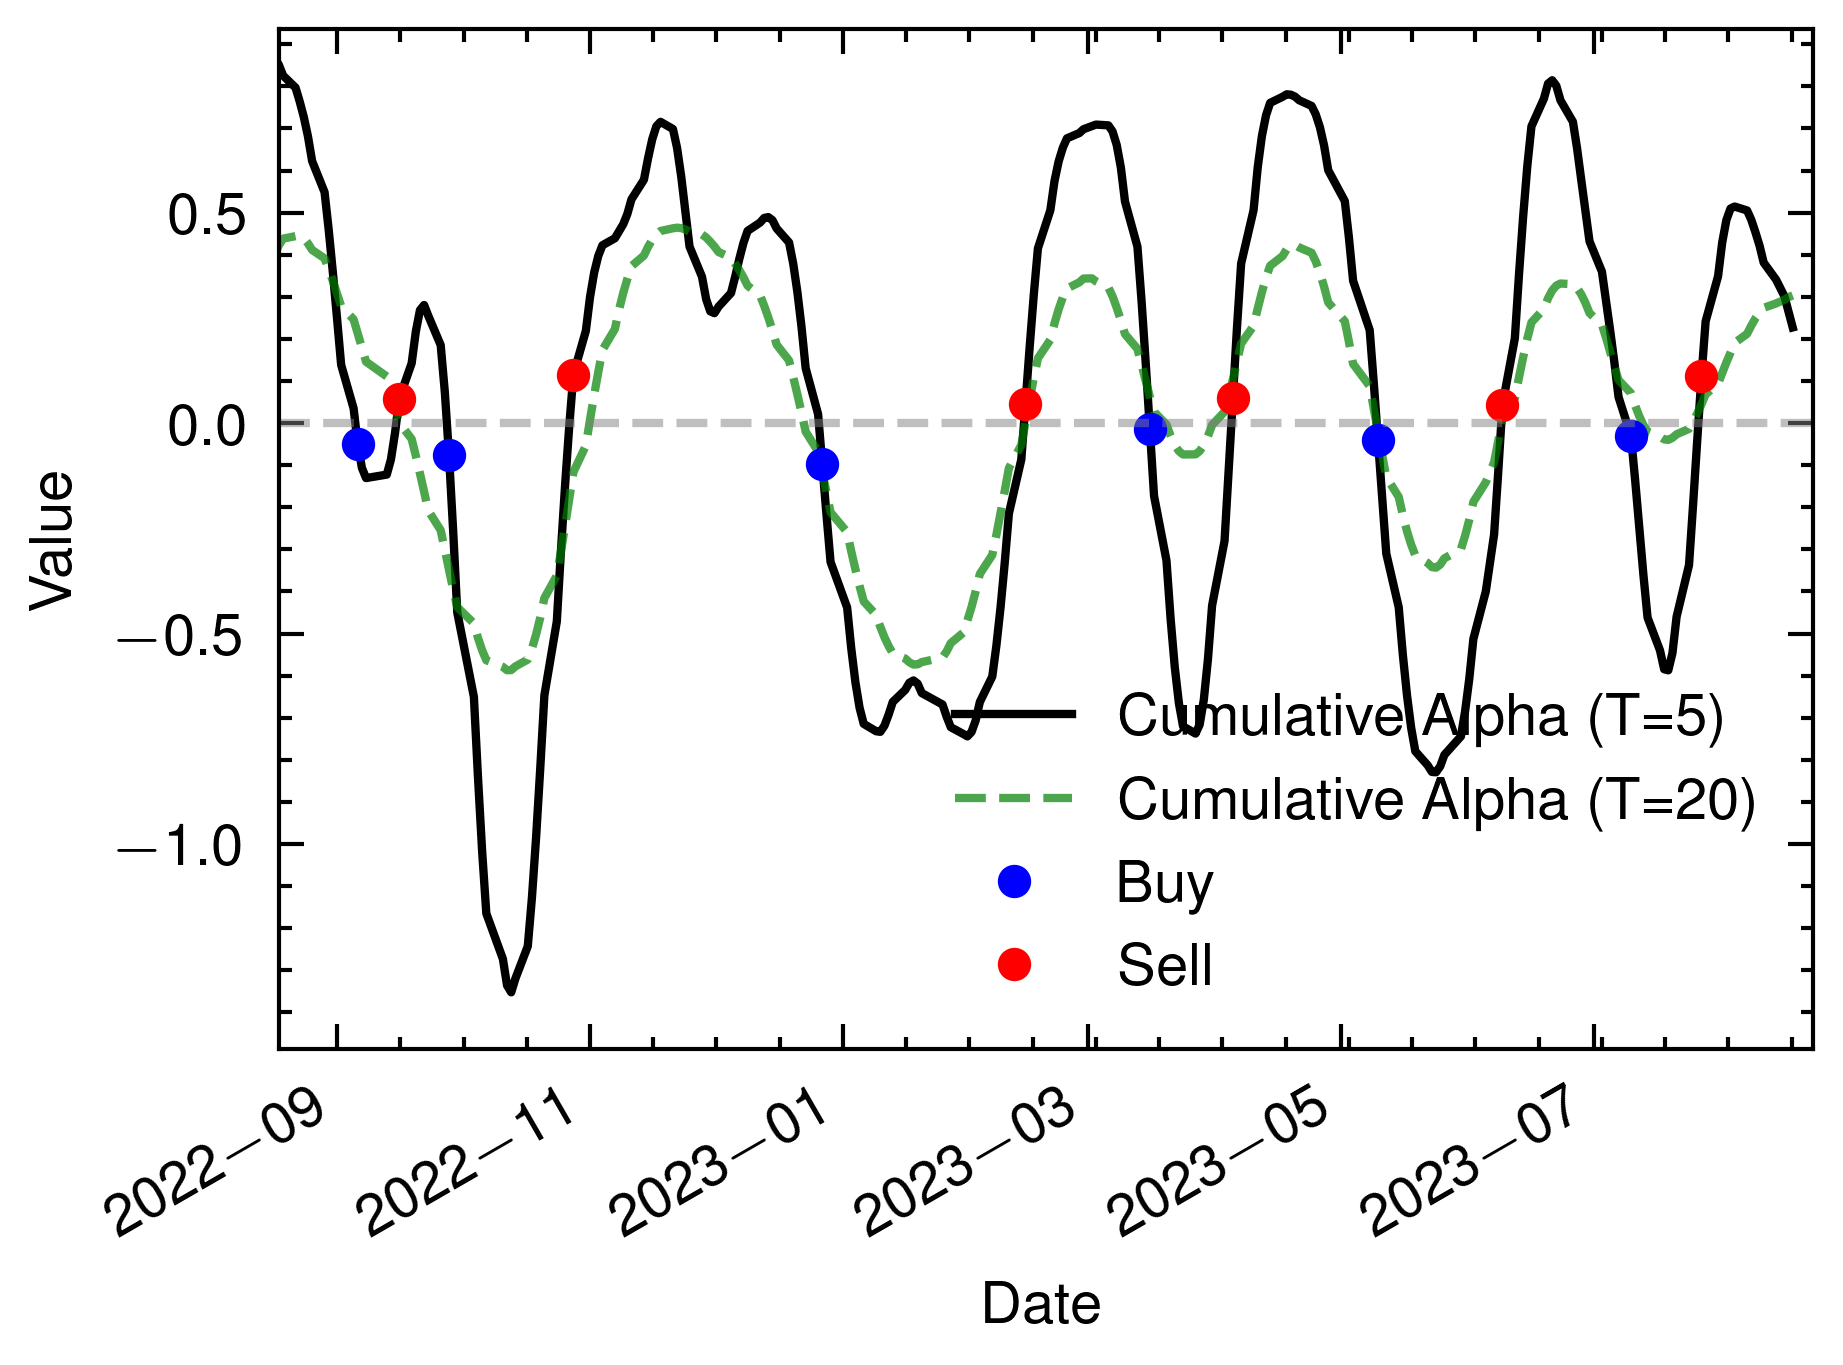 0.5
0.0
−0.5
−1.0
Value
Cumulative Alpha (T=5)
Cumulative Alpha (T=20)
Buy
Sell
2022−09
2022−11
2023−01
2023−03
2023−05
2023−07
Date